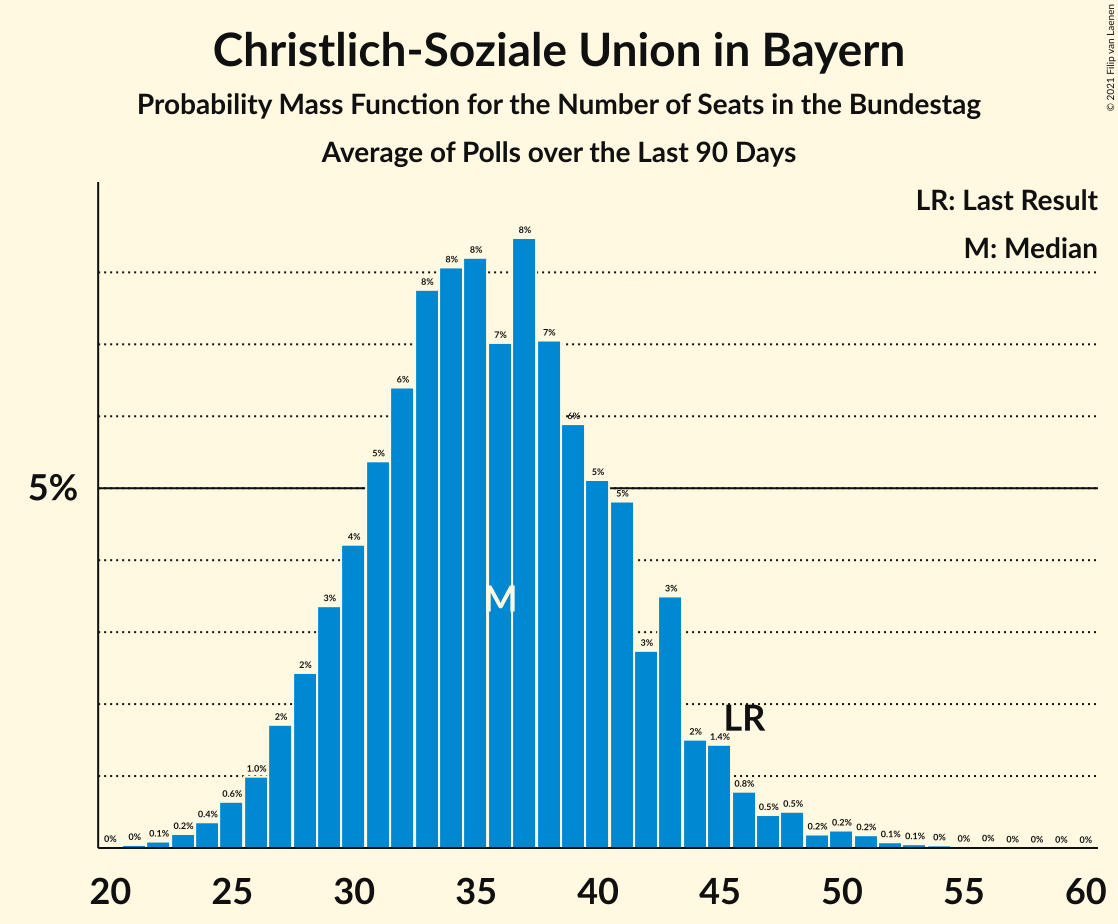 Christlich-Soziale Union in Bayern
Probability Mass Function for the Number of Seats in the Bundestag
Average of Polls over the Last 90 Days
© 2021 Filip van Laenen
LR: Last Result
M: Median
5%
0% 0% 0.1% 0.2% 0.4% 0.6% 1.0% 2% 2% 3% 4% 5% 6% 8% 8% 8% 7% 8% 7% 6% 5% 5% 3% 3% 2% 1.4% 0.8% 0.5% 0.5% 0.2% 0.2% 0.2% 0.1% 0.1% 0% 0% 0% 0% 0% 0% 0%
M
LR
20 25 30 35 40 45 50 55 60